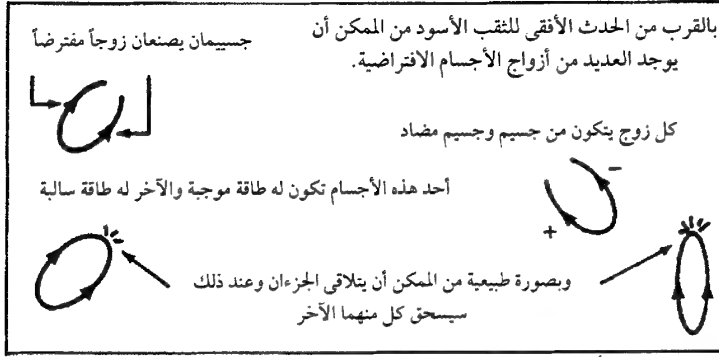 بالقرب من الحدث الأفقى للثقب الأسود من الممكن أن
يوجد العديد من أزواج الأجسام الافتراضية.
جسيمان يصنعان زوجاً مفترضاً
كل زوج يتكون من جسيم وجسيم مضاد
أحد هذه الأجسام تكون له طاقة موجبة والآخر له طاقة سالبة
−
+
وبصورة طبيعية من الممكن أن يتلاقى الجزءان وعند ذلك
سيسحق كل منهما الآخر